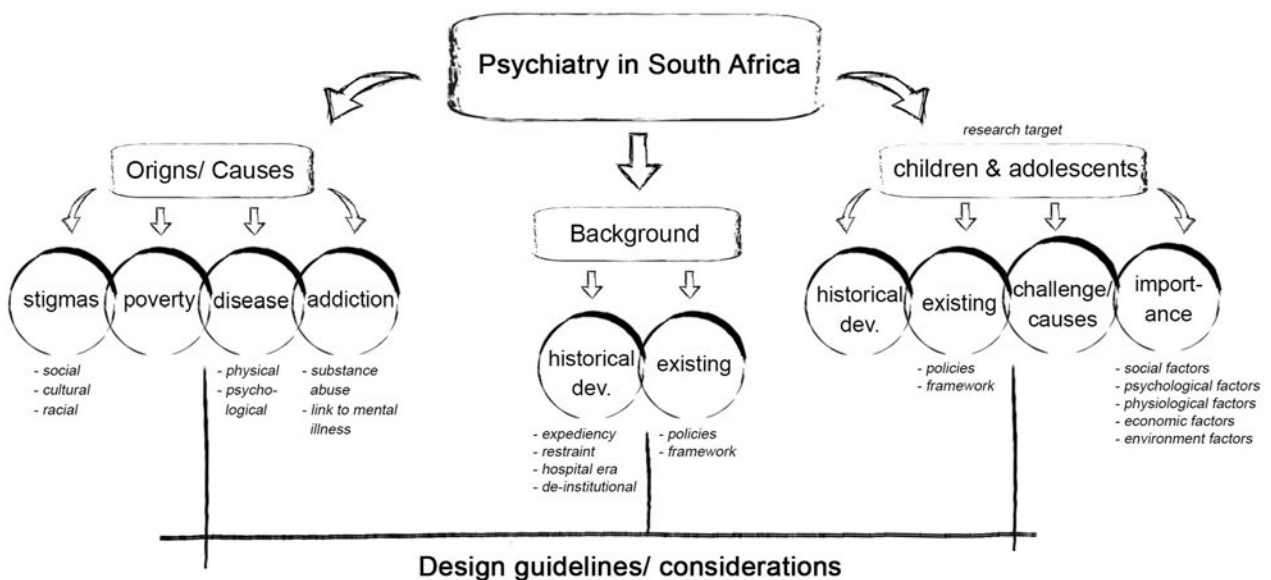 Psychiatry in South Africa
Origns/ Causes
stigmas
- social
- cultural
- racial
poverty
disease
- physical
- psycho-
logical
addiction
- substance
abuse
- link to mental
illness
Background
historical
dev.
- expediency
- restraint
- hospital era
- de-institutional
existing
- policies
- framework
research target
children & adolescents
historical
dev.
existing
- policies
- framework
challenge/
causes
import-
ance
- social factors
- psychological factors
- physiological factors
- economic factors
- environment factors
Design guidelines/ considerations